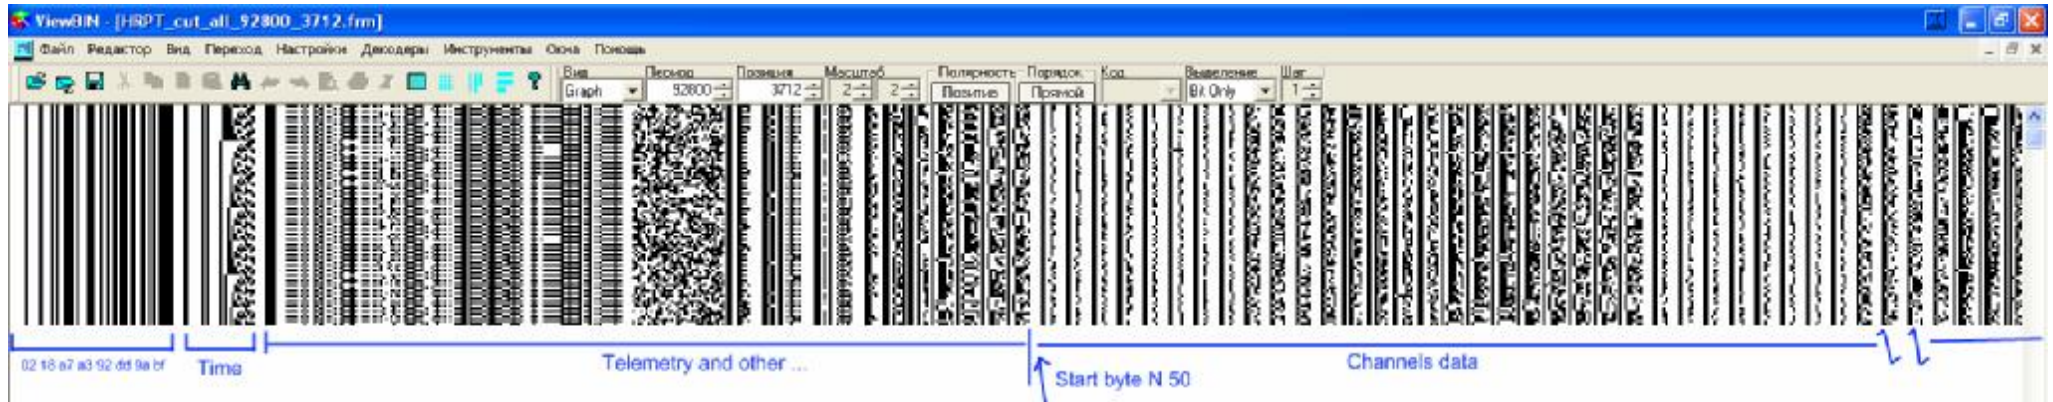 ViewBIN - [HRPT_cut_all_92800_3712.frm]
Файл Редактор Вид Переход Настройки Декодеры Инструменты Окна Помощь
Вид Период Позиция Масштаб Полярность Порядок Код Выделение Шаг
Graph 92800 3712 2 2 Позитив Прямой Bit Only 1
02 18 a7 a3 92 dd 9a bf
Time
Telemetry and other ...
Start byte N 50
Channels data